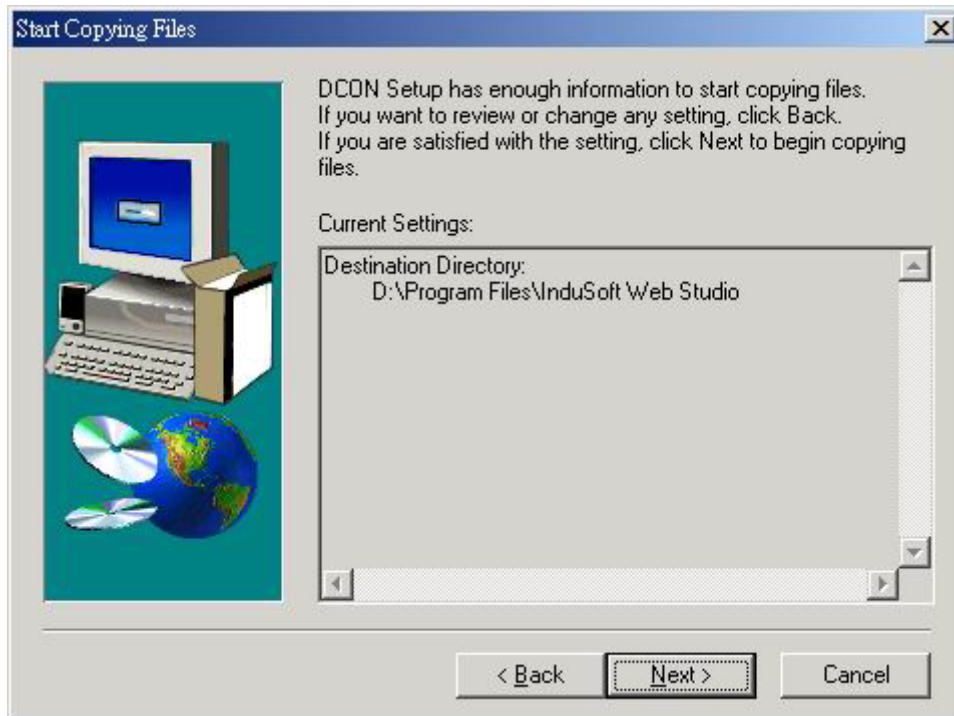 Start Copying Files
DCON Setup has enough information to start copying files.
If you want to review or change any setting, click Back.
If you are satisfied with the setting, click Next to begin copying
files.
Current Settings:
Destination Directory:
D:\Program Files\InduSoft Web Studio
< Back
Next >
Cancel